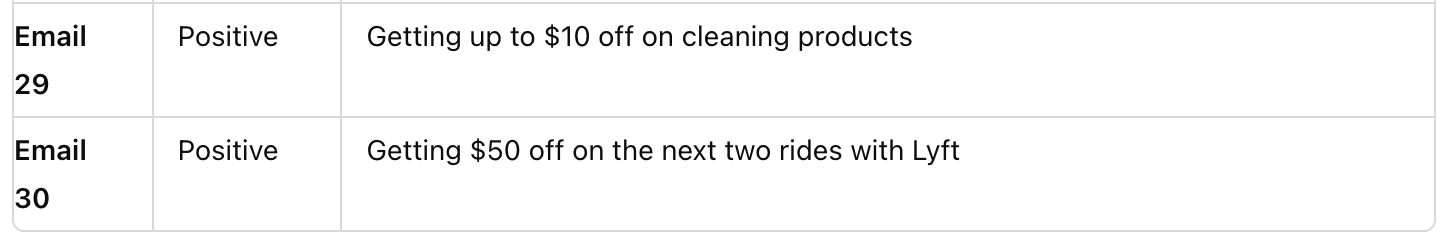 Email Positive Getting up to $10 off on cleaning products
29
Email Positive Getting $50 off on the next two rides with Lyft
30